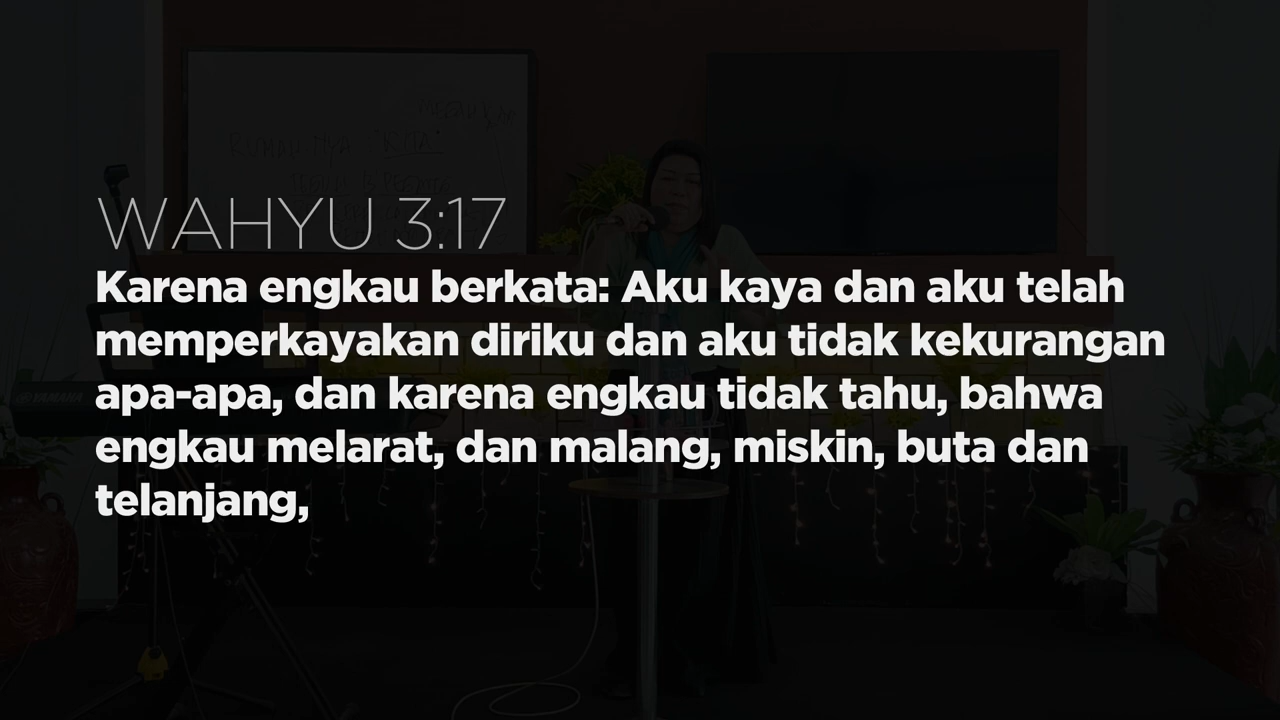 WAHYU 3:17
Karena engkau berkata: Aku kaya dan aku telah
memperkayakan diriku dan aku tidak kekurangan
apa-apa, dan karena engkau tidak tahu, bahwa
engkau melarat, dan malang, miskin, buta dan
telanjang,
YAMAHA